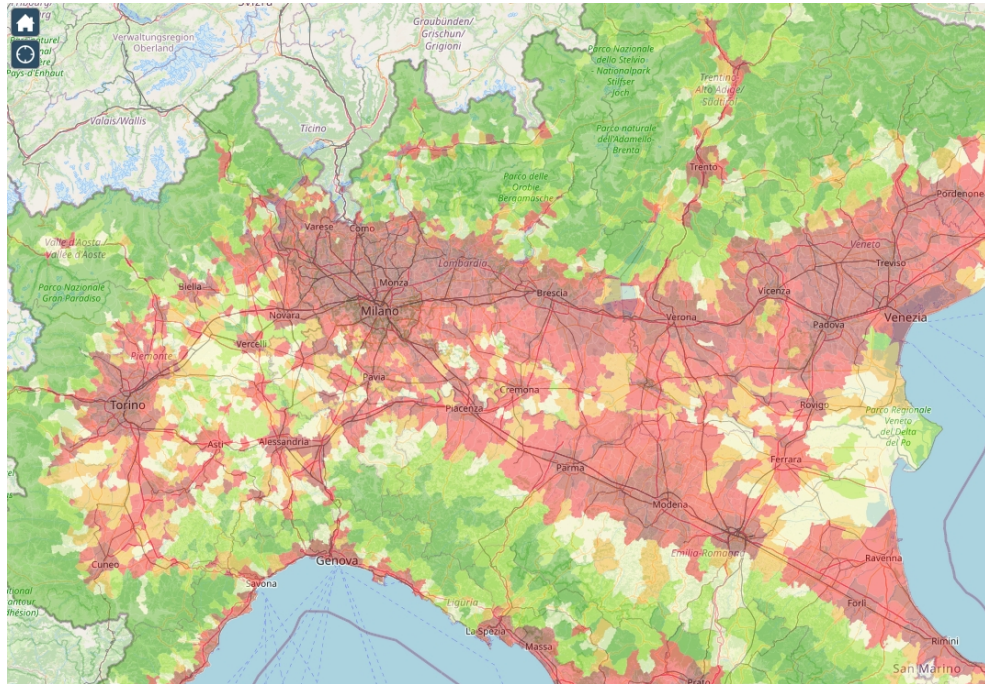 Svizra
Graubünden/
Grischun/
Grigioni
Verwaltungsregion
Oberland
Pays-d'Enhaut
Valais/Wallis
Ticino
Parco Nazionale
dello Stelvio
- Nationalpark
Stilfser
Joch
Trentino-
Alto Adige/
Südtirol
Parco naturale
dell'Adamello-
Brenta
Trento
Parco delle
Orobie
Bergamasche
Pordenone
Varese
Como
Veneto
Valle d'Aosta /
Vallée d'Aoste
Lombardia
Treviso
Parco Nazionale
Gran Paradiso
Biella
Monza
Brescia
Vicenza
Milano
Novara
Verona
Padova
Venezia
Vercelli
Piemonte
Pavia
Cremona
Torino
Piacenza
Rovigo
Parco Regionale
Veneto
del Delta
del Po
Asti
Alessandria
Ferrara
Parma
Modena
Emilia-Romagna
Ravenna
Cuneo
Genova
Savona
Liguria
Forlì
La Spezia
Massa
Rimini
San Marino
Prato